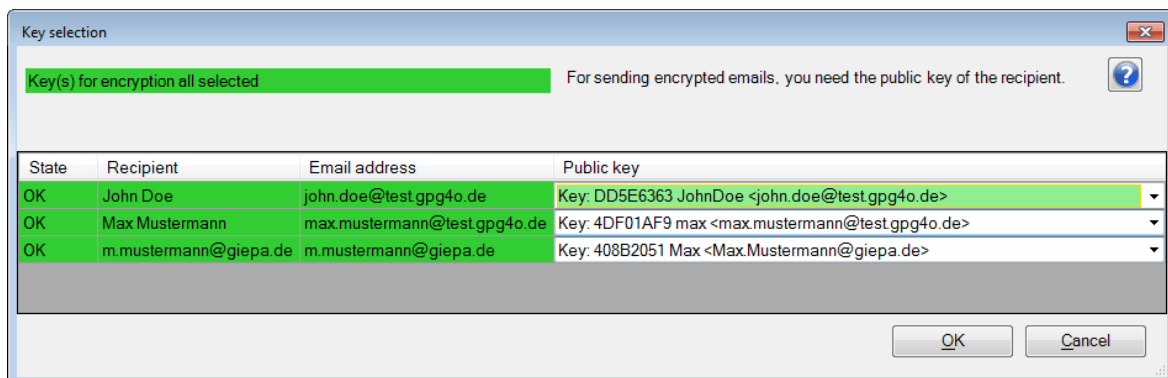 Key selection
Key(s) for encryption all selected
For sending encrypted emails, you need the public key of the recipient.
State Recipient Email address Public key
OK John Doe john.doe@test.gpg4o.de Key: DD5E6363 JohnDoe <john.doe@test.gpg4o.de>
OK Max Mustermann max.mustermann@test.gpg4o.de Key: 4DF01AF9 max <max.mustermann@test.gpg4o.de>
OK m.mustermann@giepa.de m.mustermann@giepa.de Key: 408B2051 Max <Max.Mustermann@giepa.de>
OK Cancel